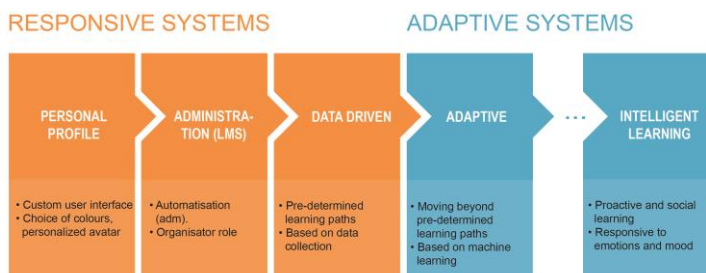 RESPONSIVE SYSTEMS
ADAPTIVE SYSTEMS
PERSONAL
PROFILE
ADMINISTRA-
TION (LMS)
DATA DRIVEN
ADAPTIVE
...
INTELLIGENT
LEARNING
• Custom user interface
• Choice of colours,
personalized avatar
• Automatisation
(adm).
• Organisator role
• Pre-determined
learning paths
• Based on data
collection
• Moving beyond
pre-determined
learning paths
• Based on machine
learning
• Proactive and social
learning
• Responsive to
emotions and mood